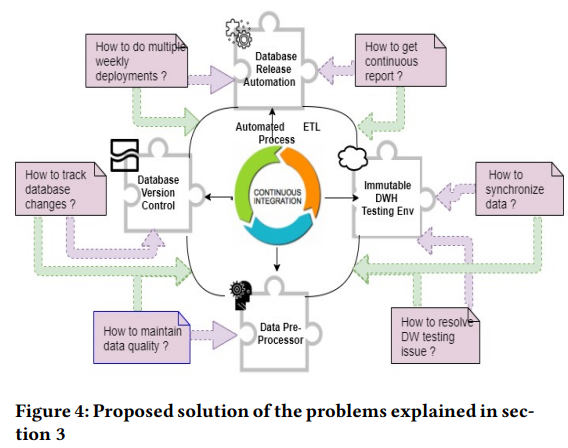 How to do multiple
weekly
deployments ?
Database
Release
Automation
How to get
continuous
report ?
Automated
Process
ETL
How to track
database
changes ?
Database
Version
Control
CONTINUOUS
INTEGRATION
Immutable
DWH
Testing Env
How to
synchronize
data ?
How to maintain
data quality ?
Data Pre-
Processor
How to resolve
DW testing
issue ?
Figure 4: Proposed solution of the problems explained in sec-
tion 3